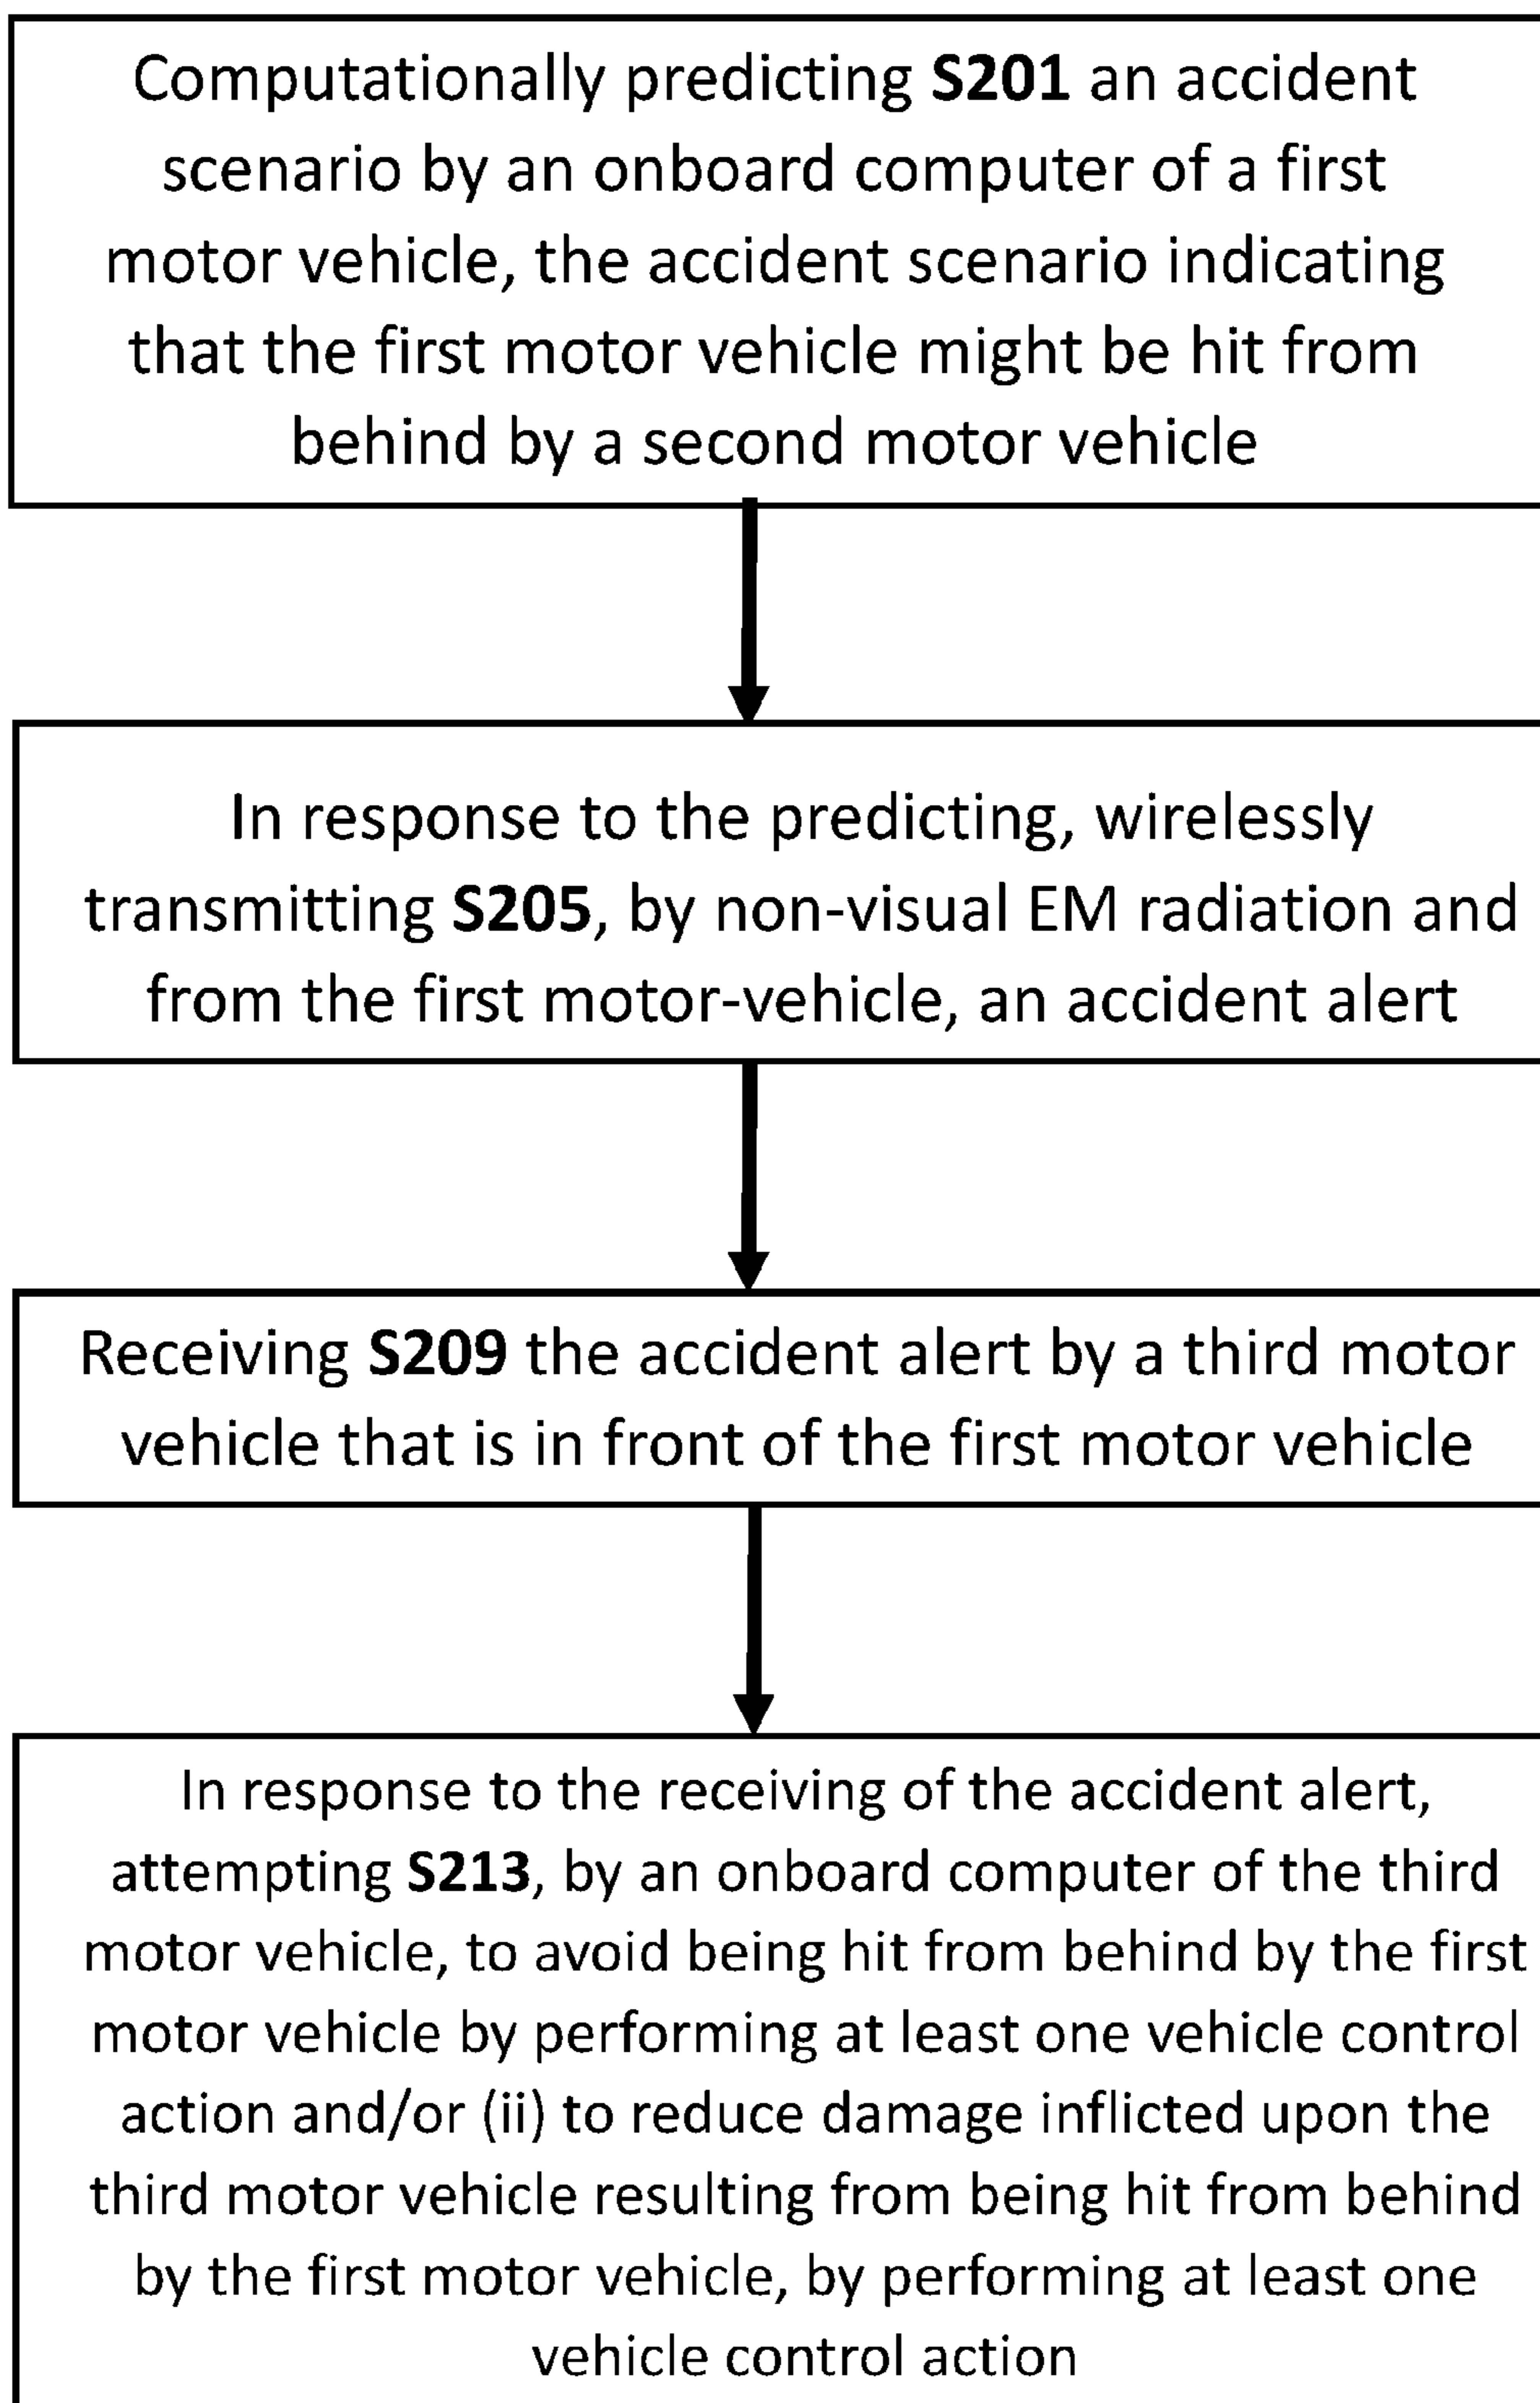 Computationally predicting S201 an accident
scenario by an onboard computer of a first
motor vehicle, the accident scenario indicating
that the first motor vehicle might be hit from
behind by a second motor vehicle
In response to the predicting, wirelessly
transmitting S205, by non-visual EM radiation and
from the first motor-vehicle, an accident alert
Receiving S209 the accident alert by a third motor
vehicle that is in front of the first motor vehicle
In response to the receiving of the accident alert,
attempting S213, by an onboard computer of the third
motor vehicle, to avoid being hit from behind by the first
motor vehicle by performing at least one vehicle control
action and/or (ii) to reduce damage inflicted upon the
third motor vehicle resulting from being hit from behind
by the first motor vehicle, by performing at least one
vehicle control action